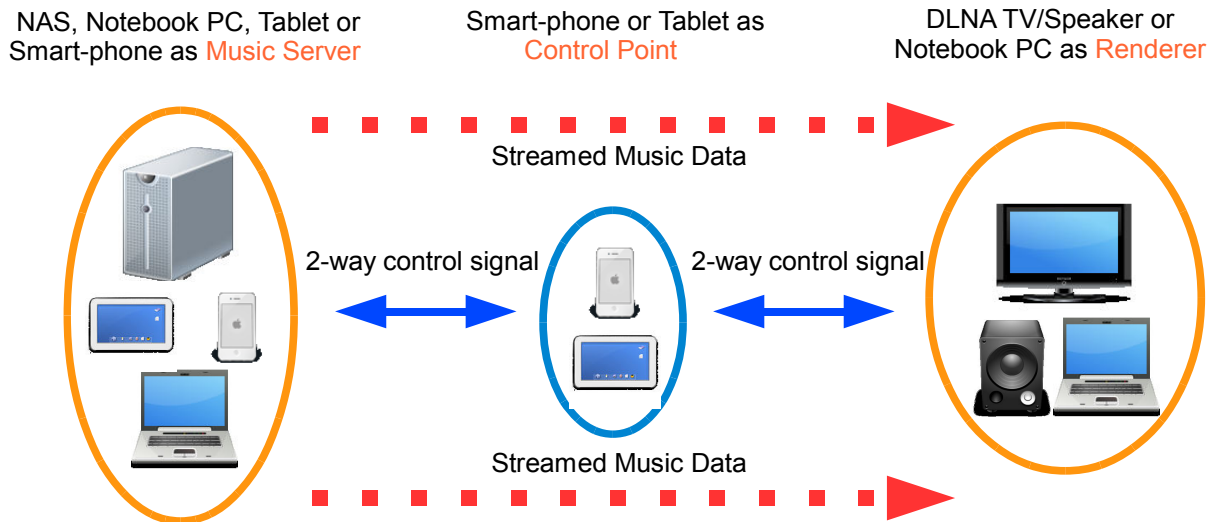 NAS, Notebook PC, Tablet or
Smart-phone as Music Server
Smart-phone or Tablet as
Control Point
DLNA TV/Speaker or
Notebook PC as Renderer
Streamed Music Data
2-way control signal
2-way control signal
Streamed Music Data